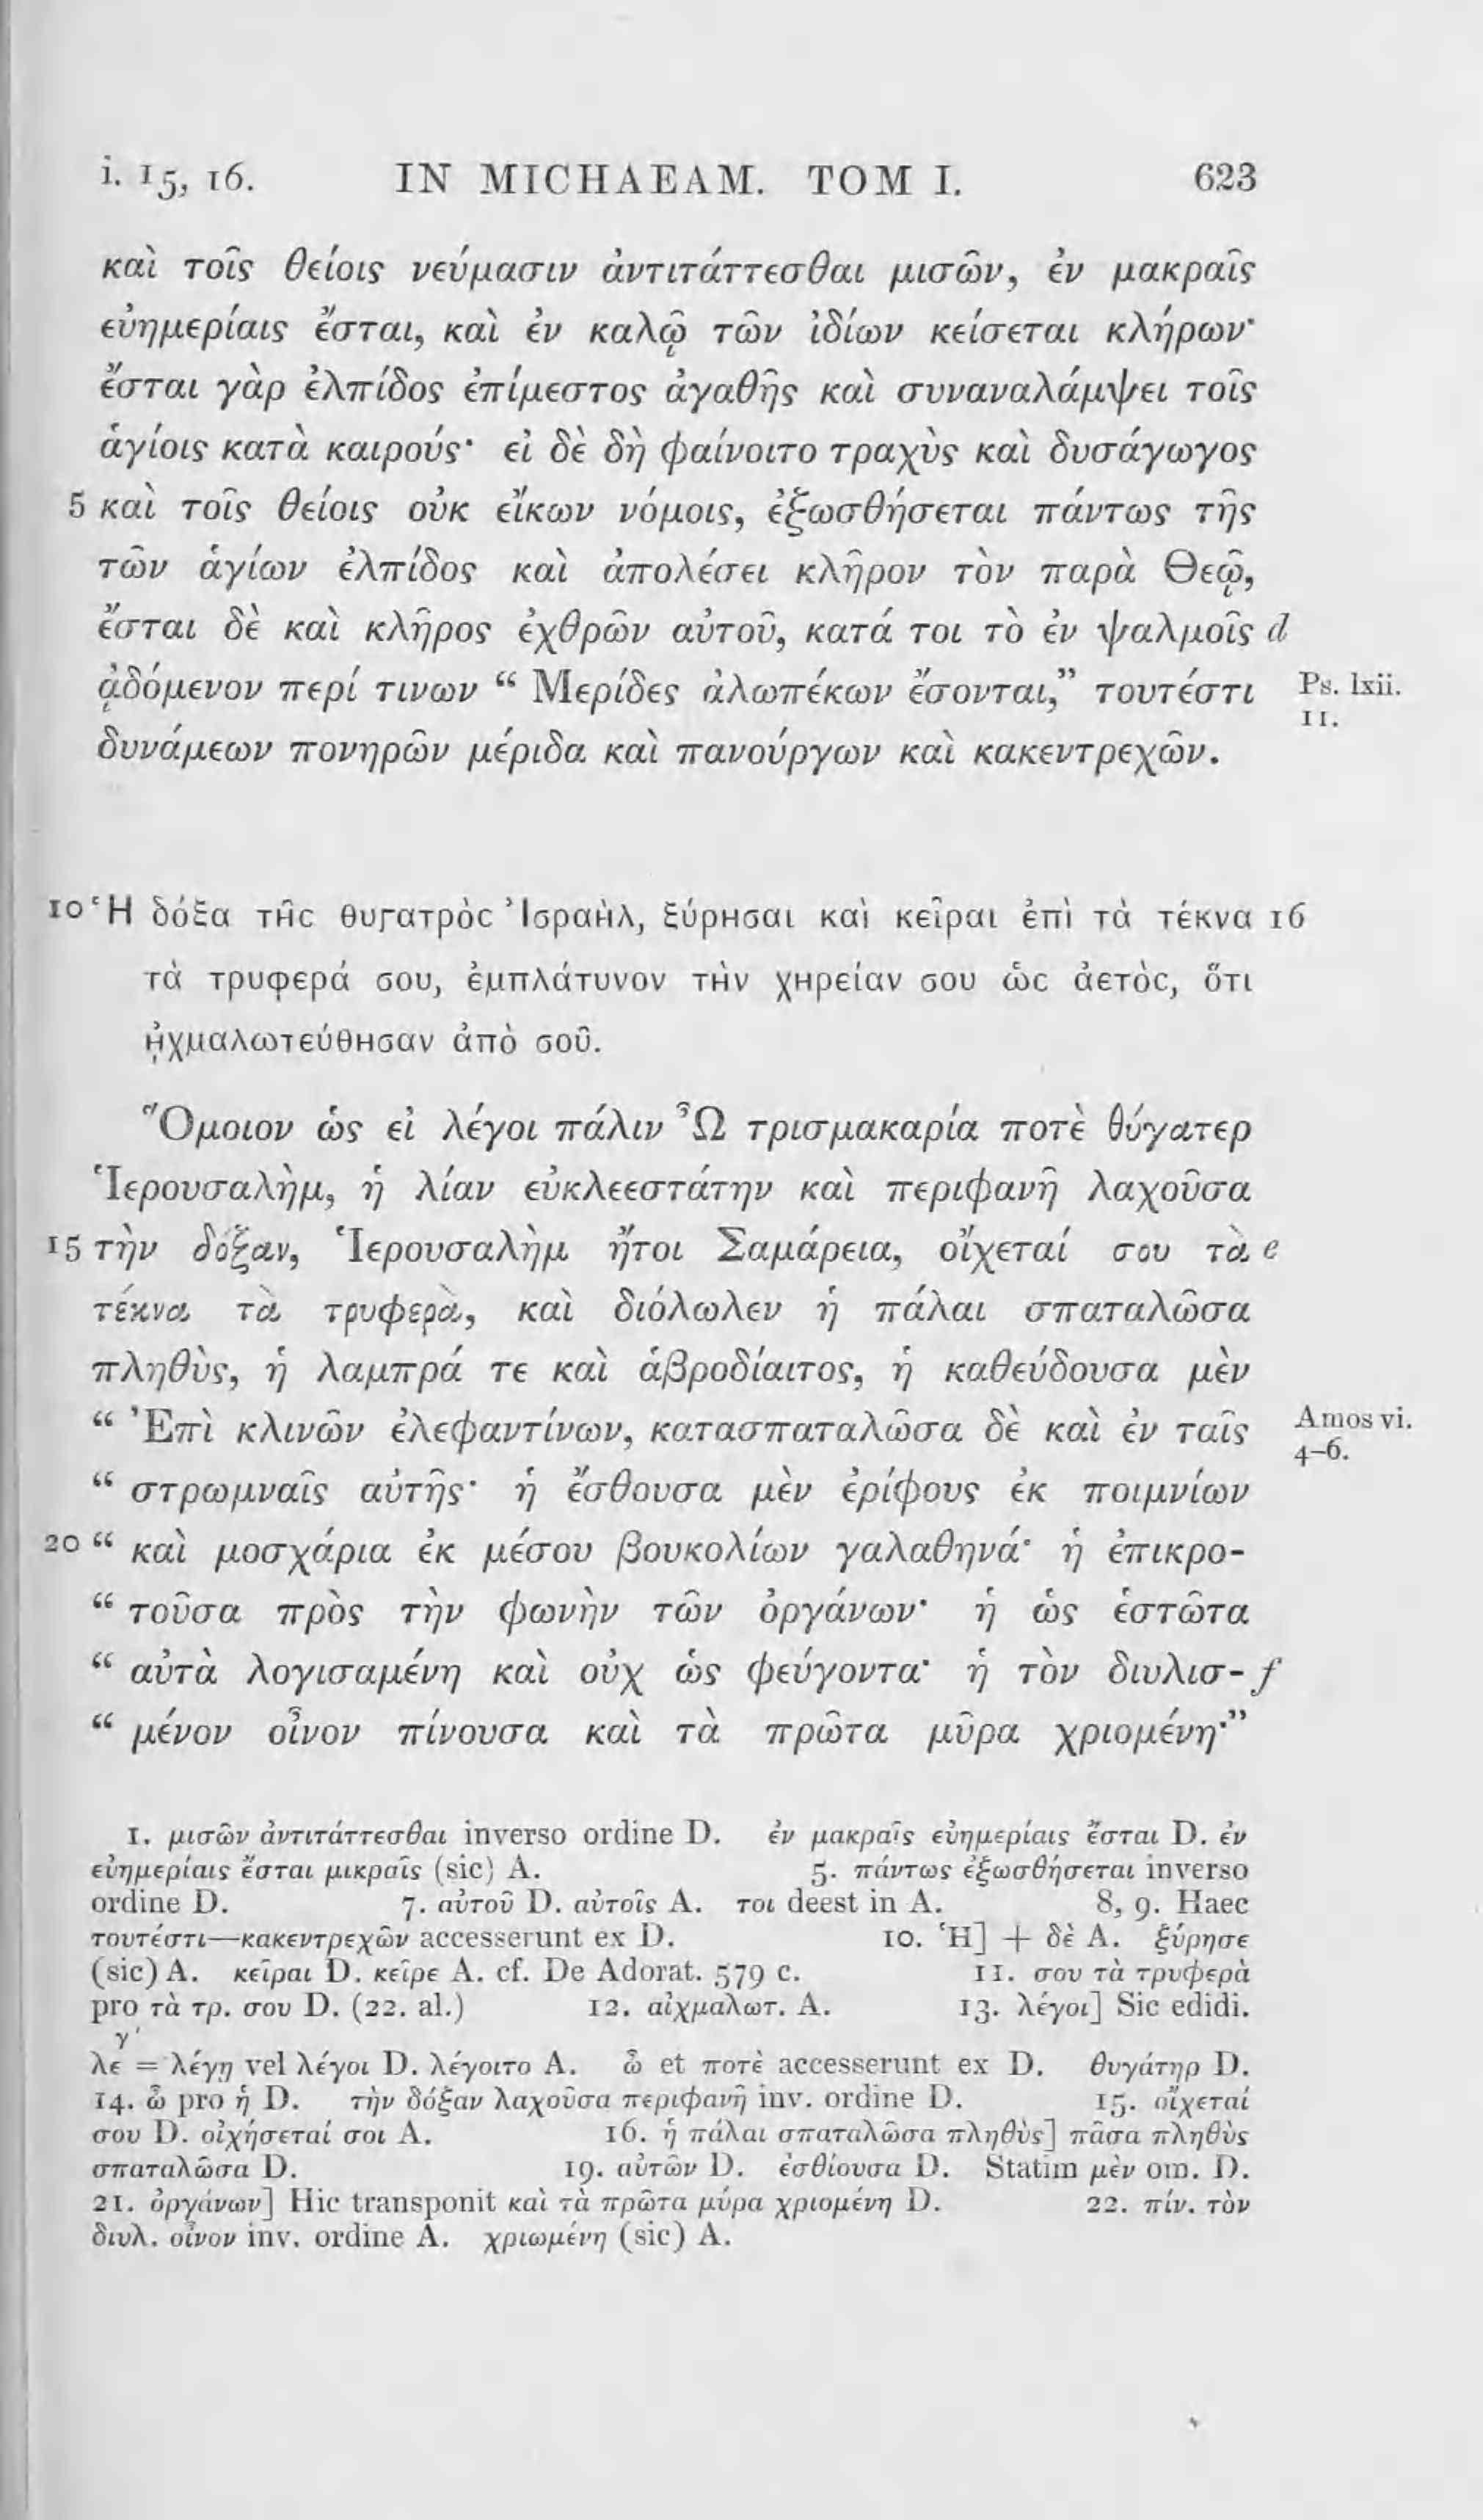 i. 15, 16. IN MICHAEAM. TOM I. 623
καὶ τοῖς θείοις νεύμασιν ἀντιτάττεσθαι μισῶν, ἐν μακραῖς
εὐημερίαις ἔσται, καὶ ἐν καλῷ τῶν ἰδίων κείσεται κλήρων·
ἔσται γὰρ ἐλπίδος ἐπίμεστος ἀγαθῆς καὶ συναναλάμψει τοῖς
ἁγίοις κατὰ καιρούς· εἰ δὲ δὴ φαίνοιτο τραχὺς καὶ δυσάγωγος
5 καὶ τοῖς θείοις οὐκ εἴκων νόμοις, ἐξωσθήσεται πάντως τῆς
τῶν ἁγίων ἐλπίδος καὶ ἀπολέσει κλῆρον τὸν παρὰ Θεῷ,
ἔσται δὲ καὶ κλῆρος ἐχθρῶν αὐτοῦ, κατά τοι τὸ ἐν ψαλμοῖς d
ᾀδόμενον περί τινων “ Μερίδες ἀλωπέκων ἔσονται,” τουτέστι Ps. lxii.
11.
δυνάμεων πονηρῶν μέριδα καὶ πανούργων καὶ κακεντρεχῶν.
10 Ἡ δόξα τῆς θυγατρὸς Ἰσραὴλ, ξύρησαι καὶ κεῖραι ἐπὶ τὰ τέκνα 16
τὰ τρυφερά σου, ἐμπλάτυνον τὴν χηρείαν σου ὡς ἀετὸς, ὅτι
ᾐχμαλωτεύθησαν ἀπὸ σοῦ.
Ὅμοιον ὡς εἰ λέγοι πάλιν Ὦ τρισμακαρία ποτὲ θύγατερ
Ἱερουσαλὴμ, ἡ λίαν εὐκλεεστάτην καὶ περιφανῆ λαχοῦσα
15 τὴν δόξαν, Ἱερουσαλὴμ ἤτοι Σαμάρεια, οἴχεταί σου τὰ e
τέκνα τὰ τρυφερὰ, καὶ διόλωλεν ἡ πάλαι σπαταλῶσα
πληθὺς, ἡ λαμπρά τε καὶ ἁβροδίαιτος, ἡ καθεύδουσα μὲν
“ Ἐπὶ κλινῶν ἐλεφαντίνων, κατασπαταλῶσα δὲ καὶ ἐν ταῖς Amos vi.
4–6.
“ στρωμναῖς αὐτῆς· ἡ ἔσθουσα μὲν ἐρίφους ἐκ ποιμνίων
20 “ καὶ μοσχάρια ἐκ μέσου βουκολίων γαλαθηνά· ἡ ἐπικρο-
“ τοῦσα πρὸς τὴν φωνὴν τῶν ὀργάνων· ἡ ὡς ἑστῶτα
“ αὐτὰ λογισαμένη καὶ οὐχ ὡς φεύγοντα· ἡ τὸν διυλισ- f
“ μένον οἶνον πίνουσα καὶ τὰ πρῶτα μῦρα χριομένη·”
1. μισῶν ἀντιτάττεσθαι inverso ordine D. ἐν μακραῖς εὐημερίαις ἔσται D. ἐν
εὐημερίαις ἔσται μικραῖς (sic) A. 5. πάντως ἐξωσθήσεται inverso
ordine D. 7. αὐτοῦ D. αὐτοῖς A. τοι deest in A. 8, 9. Haec
τουτέστι—κακεντρεχῶν accesserunt ex D. 10. Ἡ] + δὲ A. ξύρησε
(sic) A. κεῖραι D. κεῖρε A. cf. De Adorat. 579 c. 11. σου τὰ τρυφερὰ
pro τὰ τρ. σου D. (22. al.) 12. αἰχμαλωτ. A. 13. λέγοι] Sic edidi.
γ΄
λε = λέγῃ vel λέγοι D. λέγοιτο A. ὦ et ποτὲ accesserunt ex D. θυγάτηρ D.
14. ὦ pro ἡ D. τὴν δόξαν λαχοῦσα περιφανῆ inv. ordine D. 15. οἴχεταί
σου D. οἰχήσεταί σοι A. 16. ἡ πάλαι σπαταλῶσα πληθὺς] πᾶσα πληθὺς
σπαταλῶσα D. 19. αὐτῶν D. ἐσθίουσα D. Statim μὲν om. D.
21. ὀργάνων] Hic transponit καὶ τὰ πρῶτα μύρα χριομένη D. 22. πίν. τὸν
διυλ. οἶνον inv. ordine A. χριωμένη (sic) A.